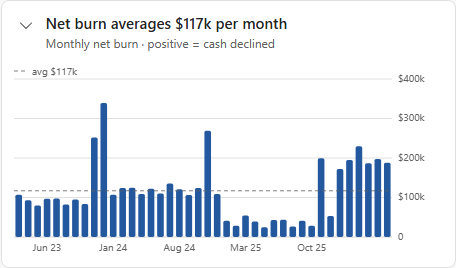 Net burn averages $117k per month
Monthly net burn · positive = cash declined
avg $117k
$400k
$300k
$200k
$100k
0
Jun 23 Jan 24 Aug 24 Mar 25 Oct 25